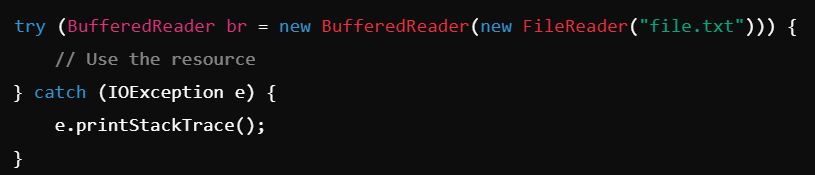 try (BufferedReader br = new BufferedReader(new FileReader("file.txt"))) {
    // Use the resource
} catch (IOException e) {
    e.printStackTrace();
}